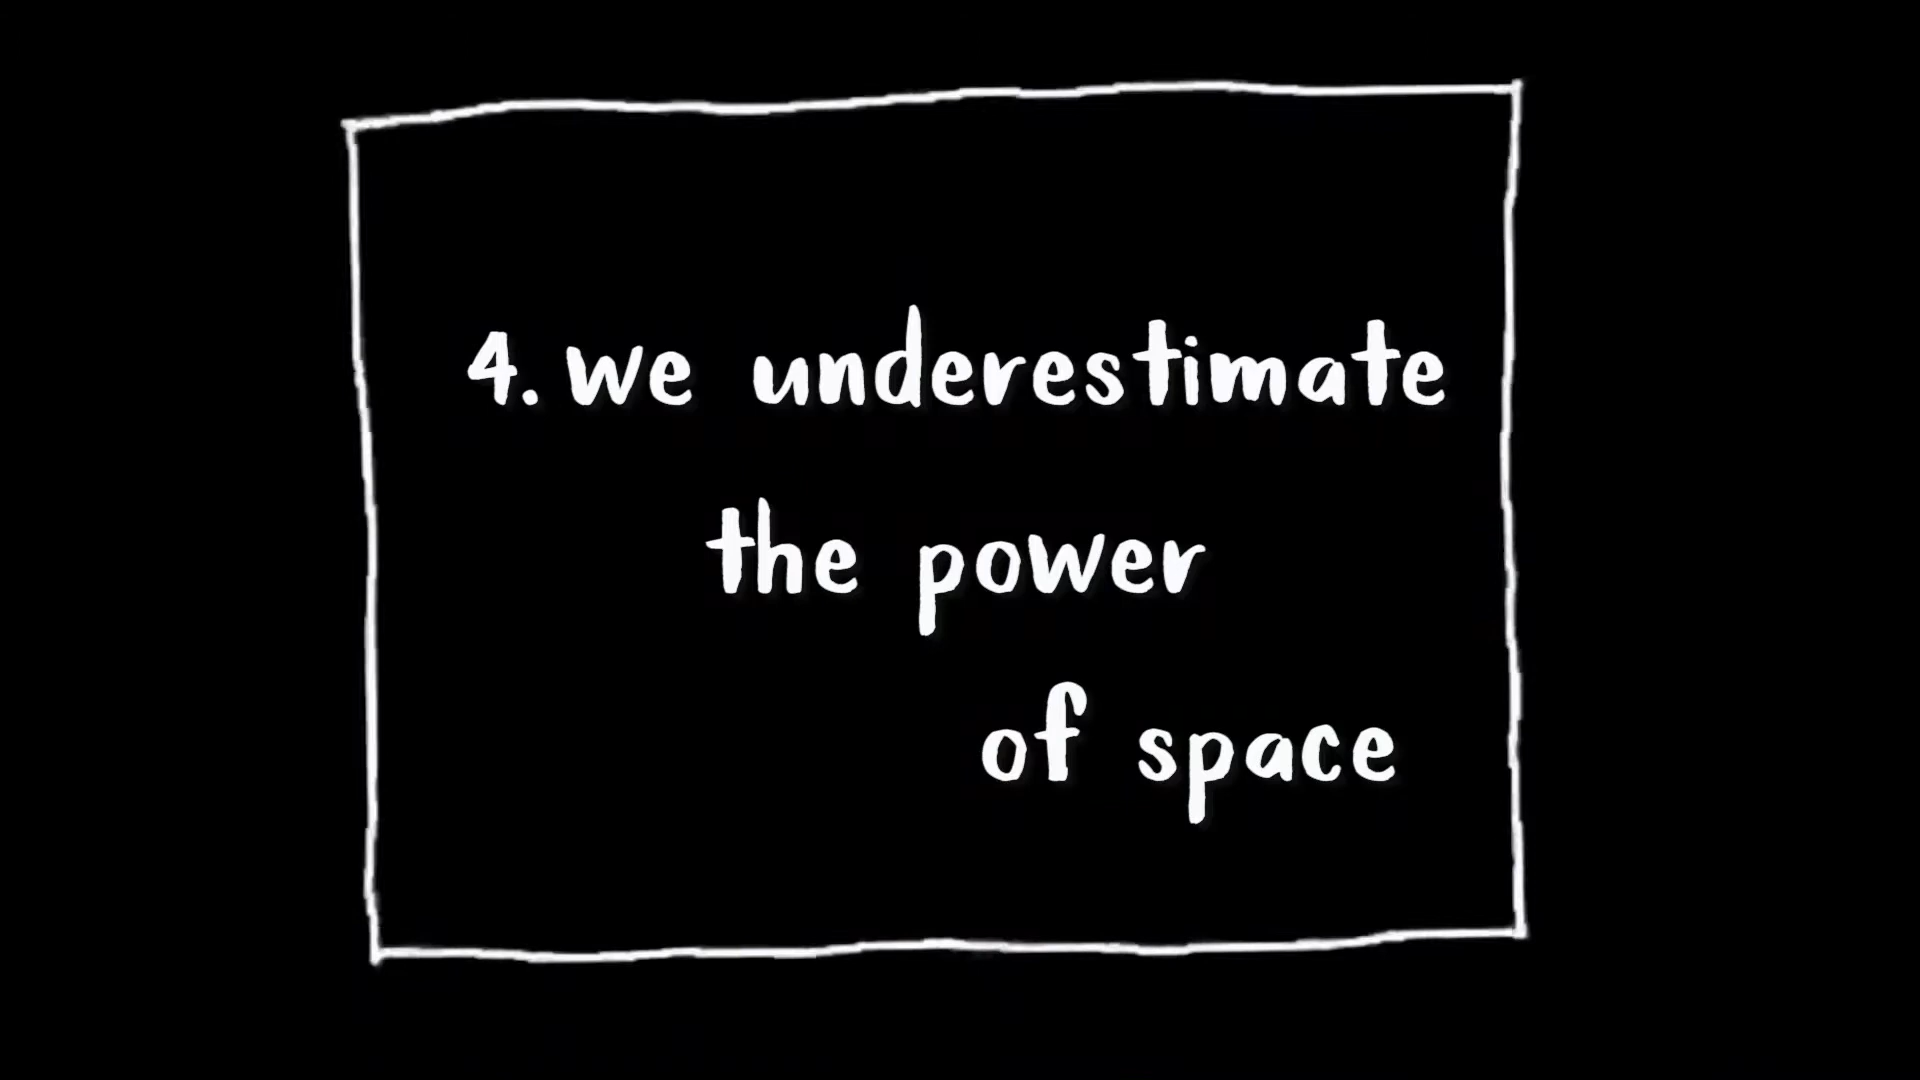 4. we underestimate
the power
of space